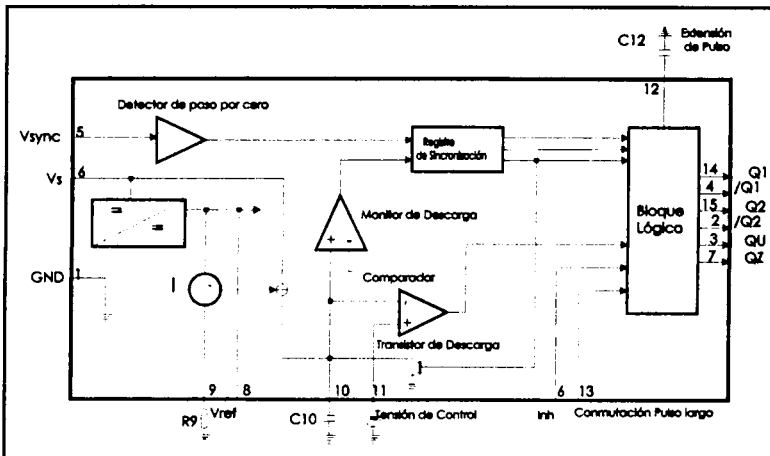 C12
Extensión
de Pulso
12
Detector de paso por cero
Vsync 5
Registro
de Sincronización
Vs 6
14 Q1
4 /Q1
15 Q2
2 /Q2
3 QU
7 QZ
Bloque
Lógica
Monitor de Descarga
+ -
GND 1
I
Comparador
-
+
Transistor de Descarga
9 8 10 11 6 13
R9 Vref C10 Tensión de Control Inh Conmutación Pulso largo